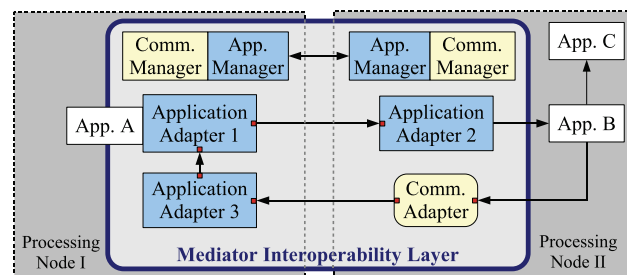 Comm.
Manager
App.
Manager
App.
Manager
Comm.
Manager
App. C
App. A
Application
Adapter 1
Application
Adapter 2
App. B
Application
Adapter 3
Comm.
Adapter
Processing
Node I
Mediator Interoperability Layer
Processing
Node II